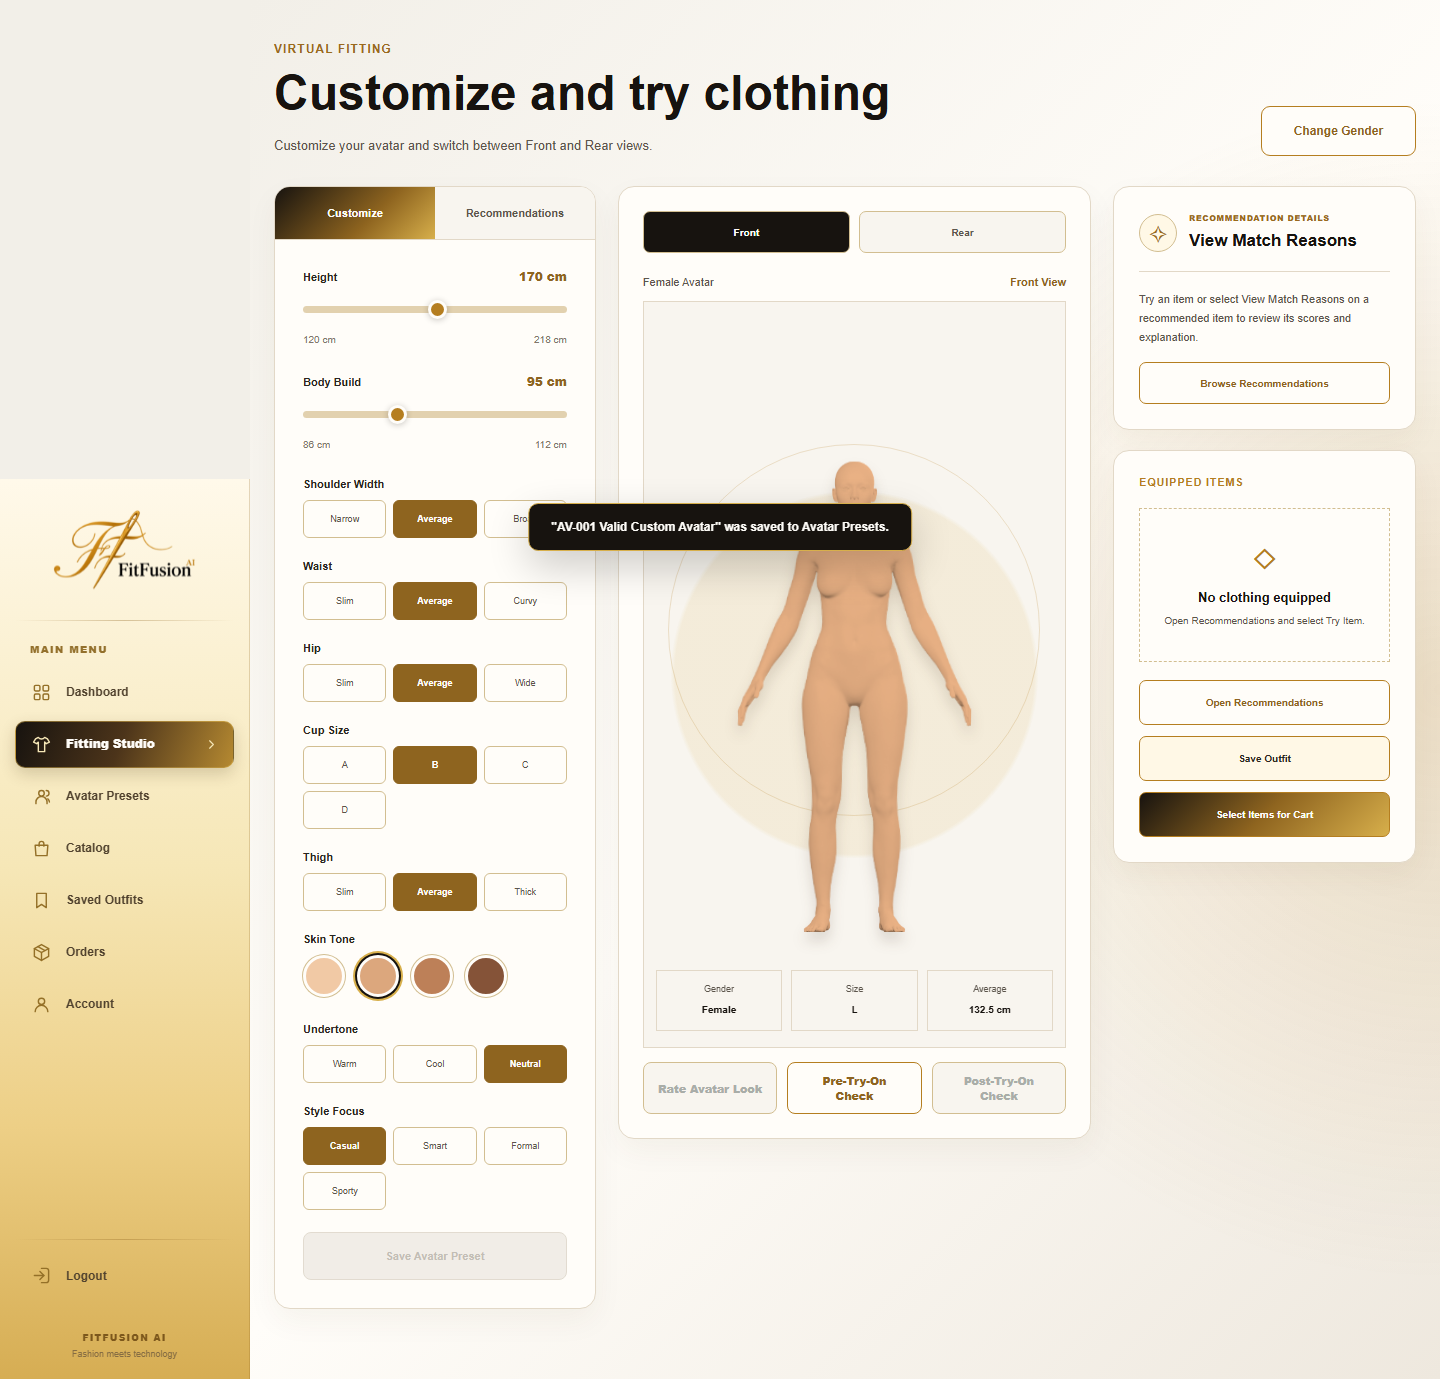 VIRTUAL FITTING
Customize and try clothing
Customize your avatar and switch between Front and Rear views.
Change Gender
FitFusion AI
MAIN MENU
Dashboard
Fitting Studio
Avatar Presets
Catalog
Saved Outfits
Orders
Account
Logout
FITFUSION AI
Fashion meets technology
Customize
Recommendations
Height
170 cm
120 cm
218 cm
Body Build
95 cm
86 cm
112 cm
Shoulder Width
Narrow
Average
Bro
Waist
Slim
Average
Curvy
Hip
Slim
Average
Wide
Cup Size
A
B
C
D
Thigh
Slim
Average
Thick
Skin Tone
Undertone
Warm
Cool
Neutral
Style Focus
Casual
Smart
Formal
Sporty
Save Avatar Preset
Front
Rear
Female Avatar
Front View
"AV-001 Valid Custom Avatar" was saved to Avatar Presets.
Gender
Female
Size
L
Average
132.5 cm
Rate Avatar Look
Pre-Try-On
Check
Post-Try-On
Check
RECOMMENDATION DETAILS
View Match Reasons
Try an item or select View Match Reasons on a
recommended item to review its scores and
explanation.
Browse Recommendations
EQUIPPED ITEMS
No clothing equipped
Open Recommendations and select Try Item.
Open Recommendations
Save Outfit
Select Items for Cart